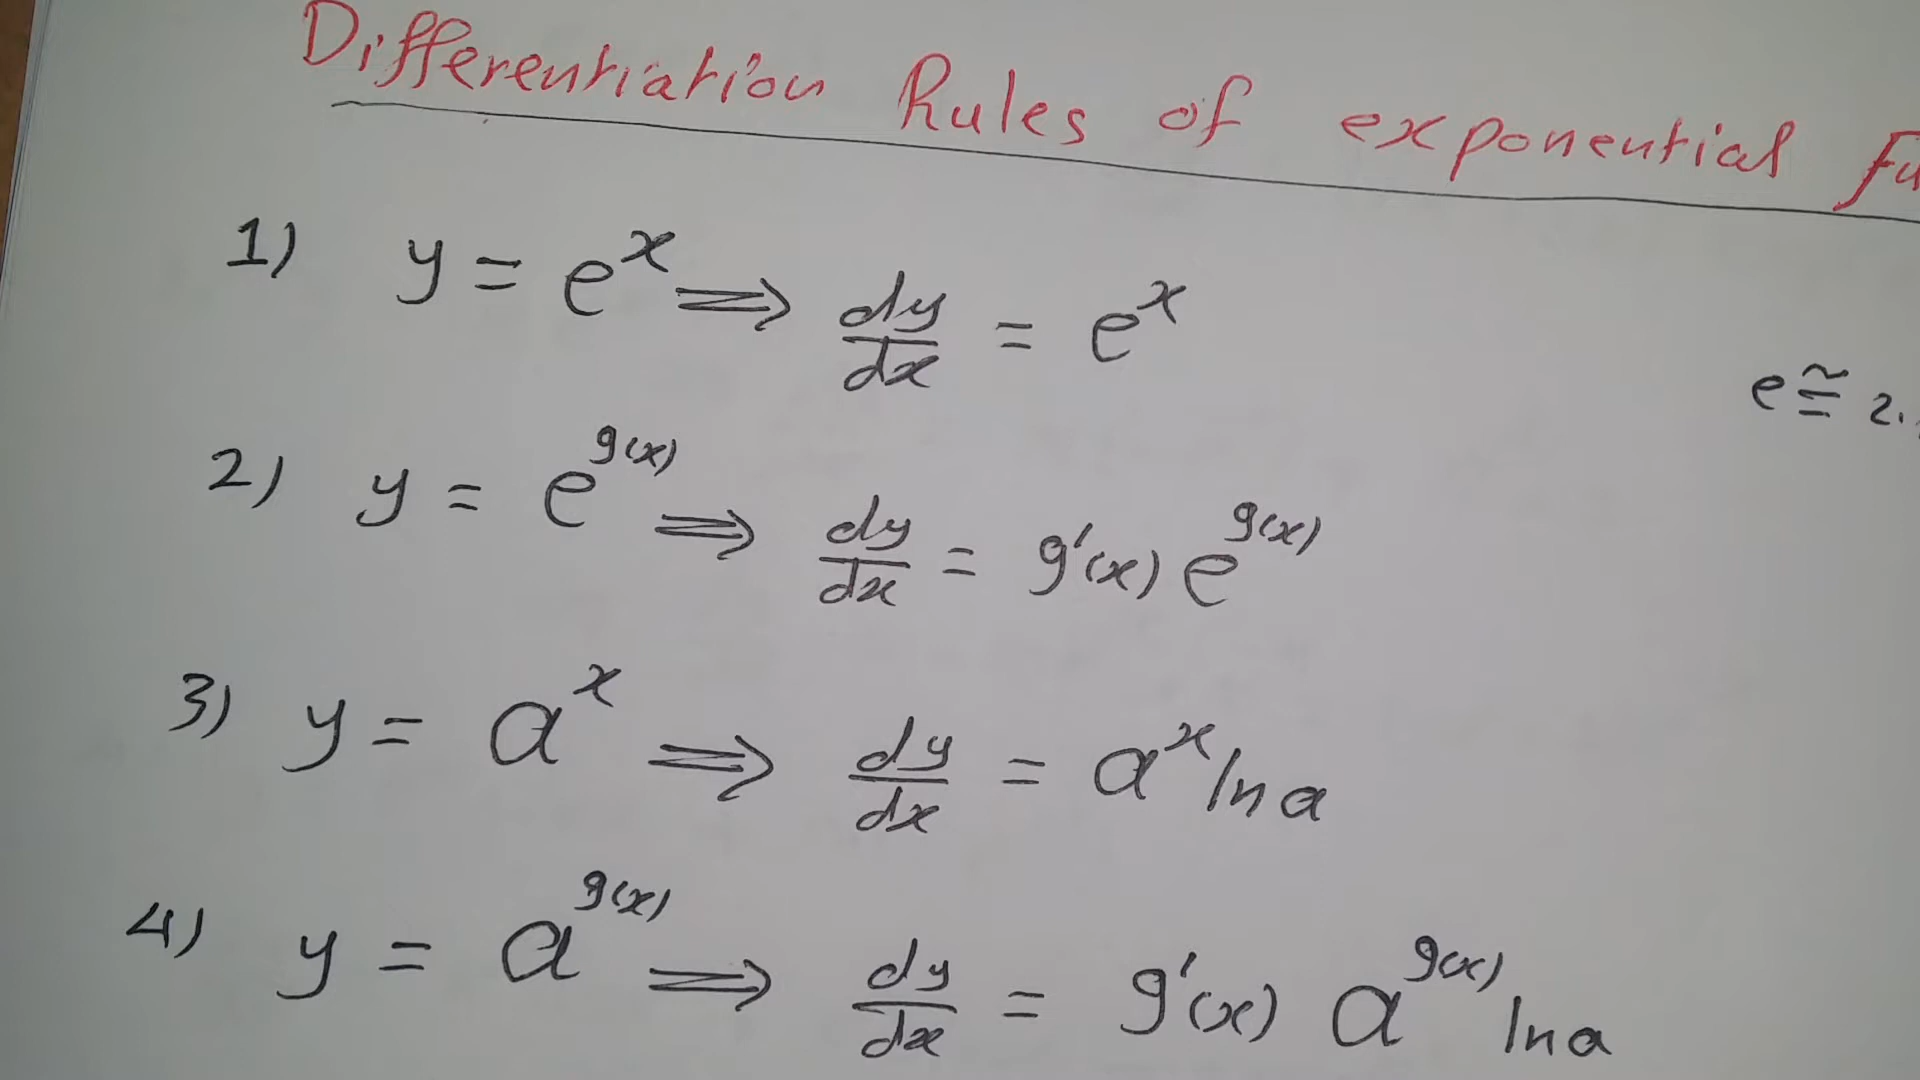 Differentiation Rules of exponential Fu
1) y = e^x ⟹ dy/dx = e^x
e ≅ 2.
2) y = e^g(x) ⟹ dy/dx = g'(x) e^g(x)
3) y = a^x ⟹ dy/dx = a^x ln a
4) y = a^g(x) ⟹ dy/dx = g'(x) a^g(x) ln a